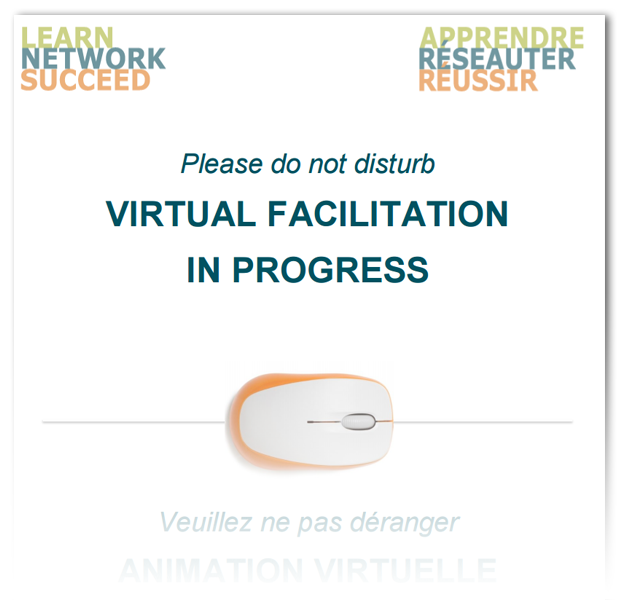 LEARN
NETWORK
SUCCEED
APPRENDRE
RÉSEAUTER
RÉUSSIR
Please do not disturb
VIRTUAL FACILITATION
IN PROGRESS
Veuillez ne pas déranger
ANIMATION VIRTUELLE